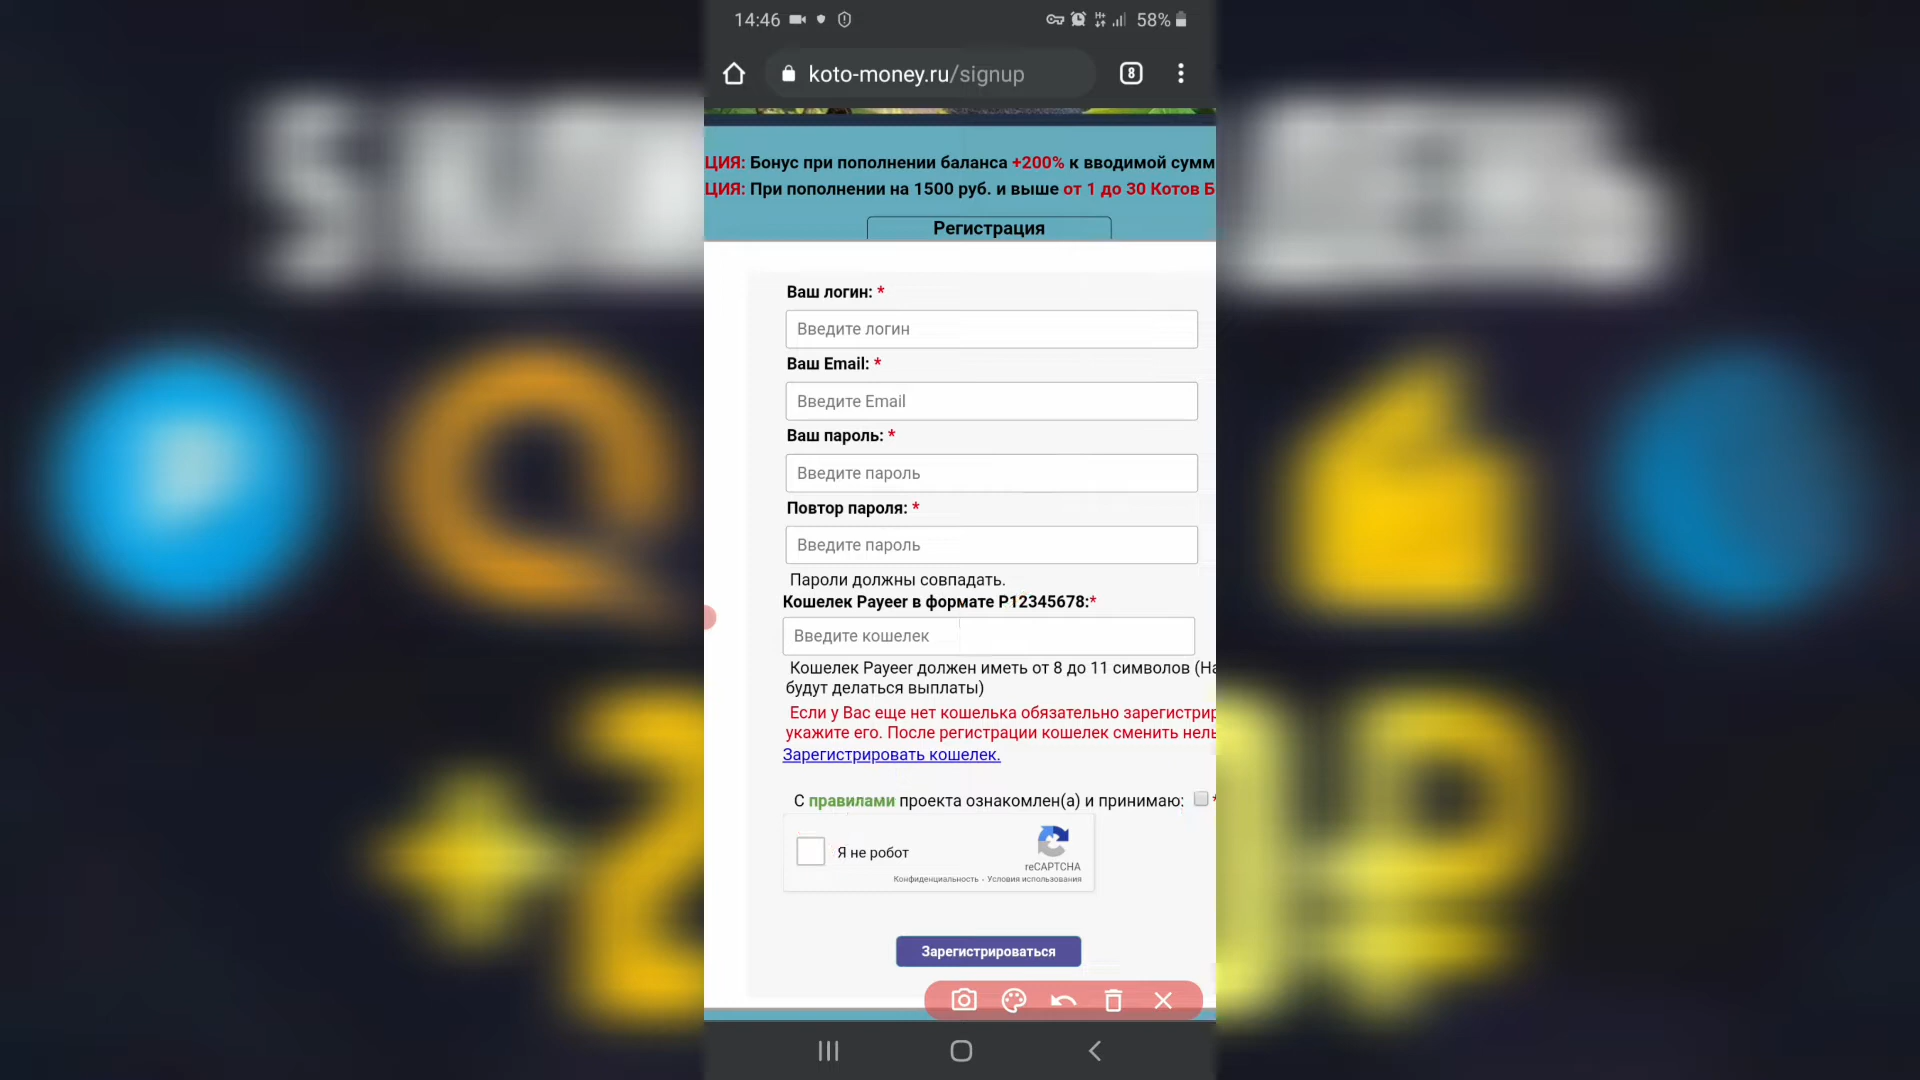 14:46
58%
koto-money.ru/signup
8
ЦИЯ: Бонус при пополнении баланса +200% к вводимой сумм
ЦИЯ: При пополнении на 1500 руб. и выше от 1 до 30 Котов Б
Регистрация
Ваш логин: *
Введите логин
Ваш Email: *
Введите Email
Ваш пароль: *
Введите пароль
Повтор пароля: *
Введите пароль
Пароли должны совпадать.
Кошелек Payeer в формате P12345678:*
Введите кошелек
Кошелек Payeer должен иметь от 8 до 11 символов (На
будут делаться выплаты)
Если у Вас еще нет кошелька обязательно зарегистрир
укажите его. После регистрации кошелек сменить нель
Зарегистрировать кошелек.
С правилами проекта ознакомлен(а) и принимаю: *
Я не робот
reCAPTCHA
Конфиденциальность - Условия использования
Зарегистрироваться